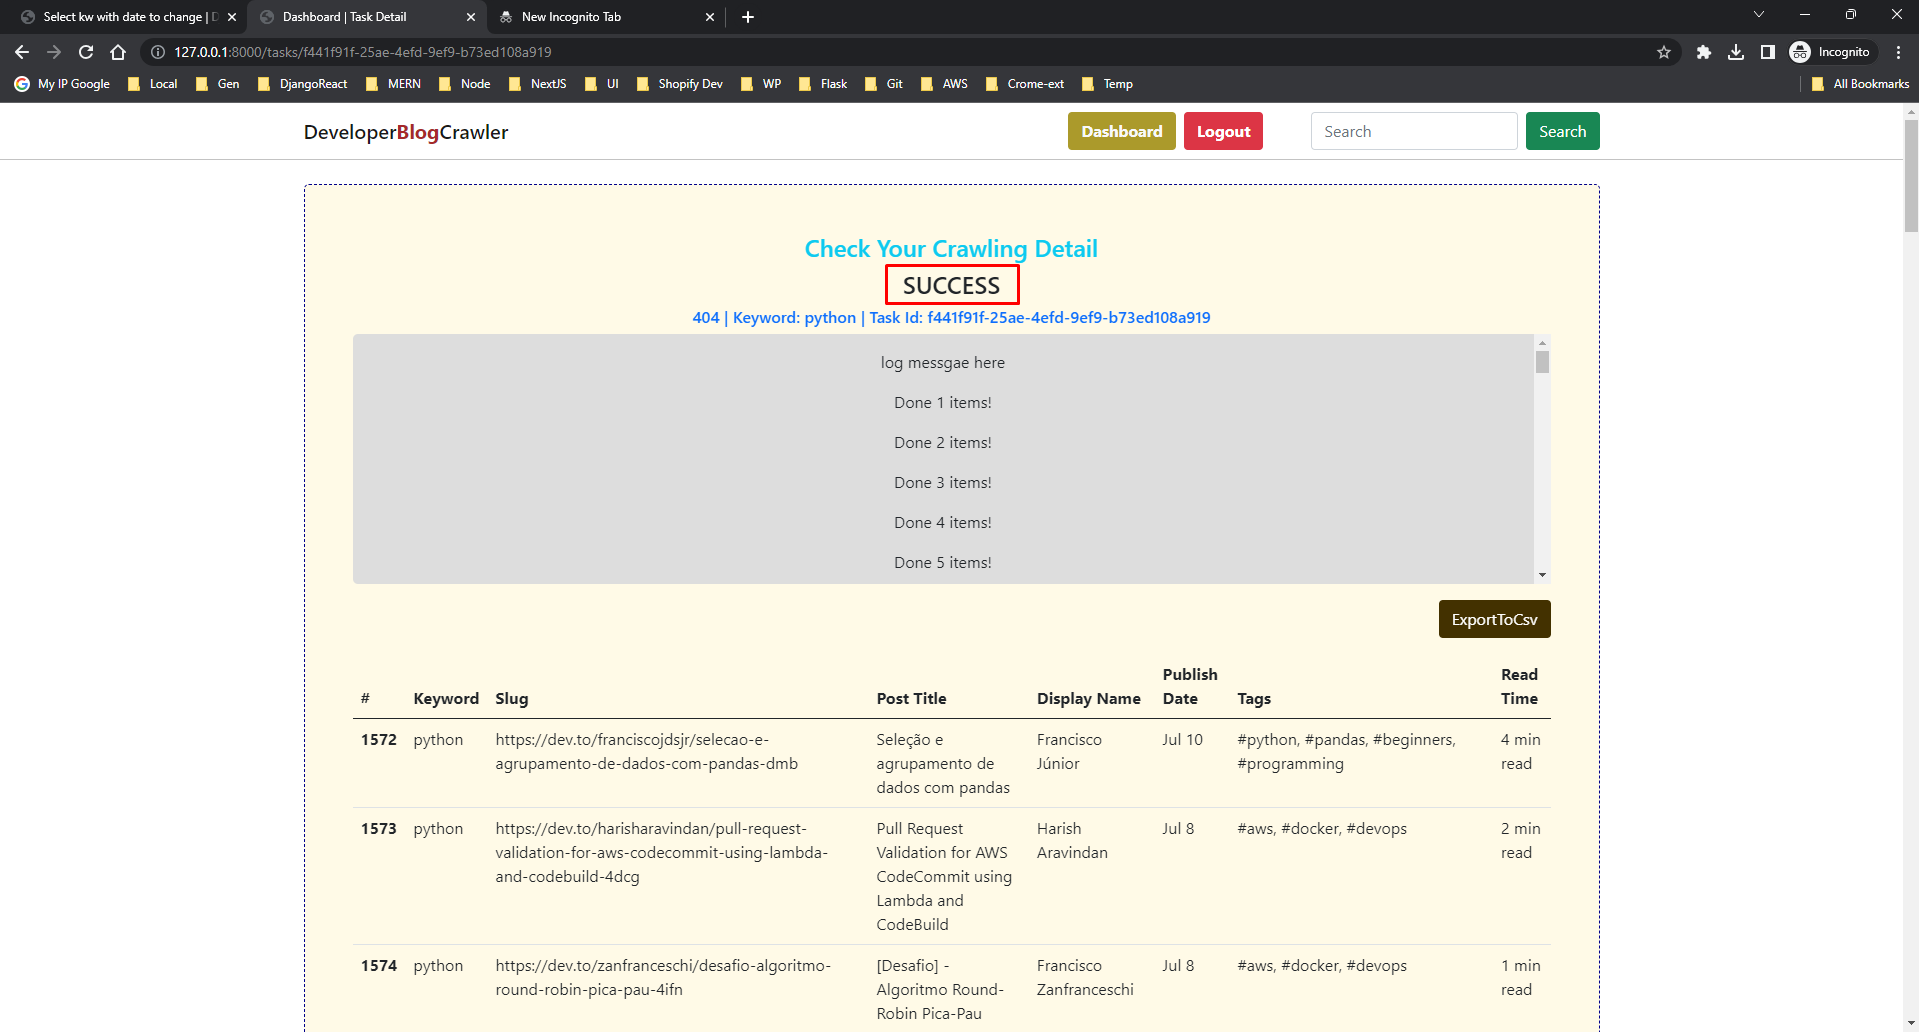 Select kw with date to change | D
Dashboard | Task Detail
New Incognito Tab
127.0.0.1:8000/tasks/f441f91f-25ae-4efd-9ef9-b73ed108a919
Incognito
My IP Google
Local
Gen
DjangoReact
MERN
Node
NextJS
UI
Shopify Dev
WP
Flask
Git
AWS
Crome-ext
Temp
All Bookmarks
DeveloperBlogCrawler
Dashboard
Logout
Search
Search
Check Your Crawling Detail
SUCCESS
404 | Keyword: python | Task Id: f441f91f-25ae-4efd-9ef9-b73ed108a919
log messgae here
Done 1 items!
Done 2 items!
Done 3 items!
Done 4 items!
Done 5 items!
ExportToCsv
#
Keyword
Slug
Post Title
Display Name
Publish
Date
Tags
Read
Time
1572
python
https://dev.to/franciscojdsjr/selecao-e-
agrupamento-de-dados-com-pandas-dmb
Seleção e
agrupamento de
dados com pandas
Francisco
Júnior
Jul 10
#python, #pandas, #beginners,
#programming
4 min
read
1573
python
https://dev.to/harisharavindan/pull-request-
validation-for-aws-codecommit-using-lambda-
and-codebuild-4dcg
Pull Request
Validation for AWS
CodeCommit using
Lambda and
CodeBuild
Harish
Aravindan
Jul 8
#aws, #docker, #devops
2 min
read
1574
python
https://dev.to/zanfranceschi/desafio-algoritmo-
round-robin-pica-pau-4ifn
[Desafio] -
Algoritmo Round-
Robin Pica-Pau
Francisco
Zanfranceschi
Jul 8
#aws, #docker, #devops
1 min
read